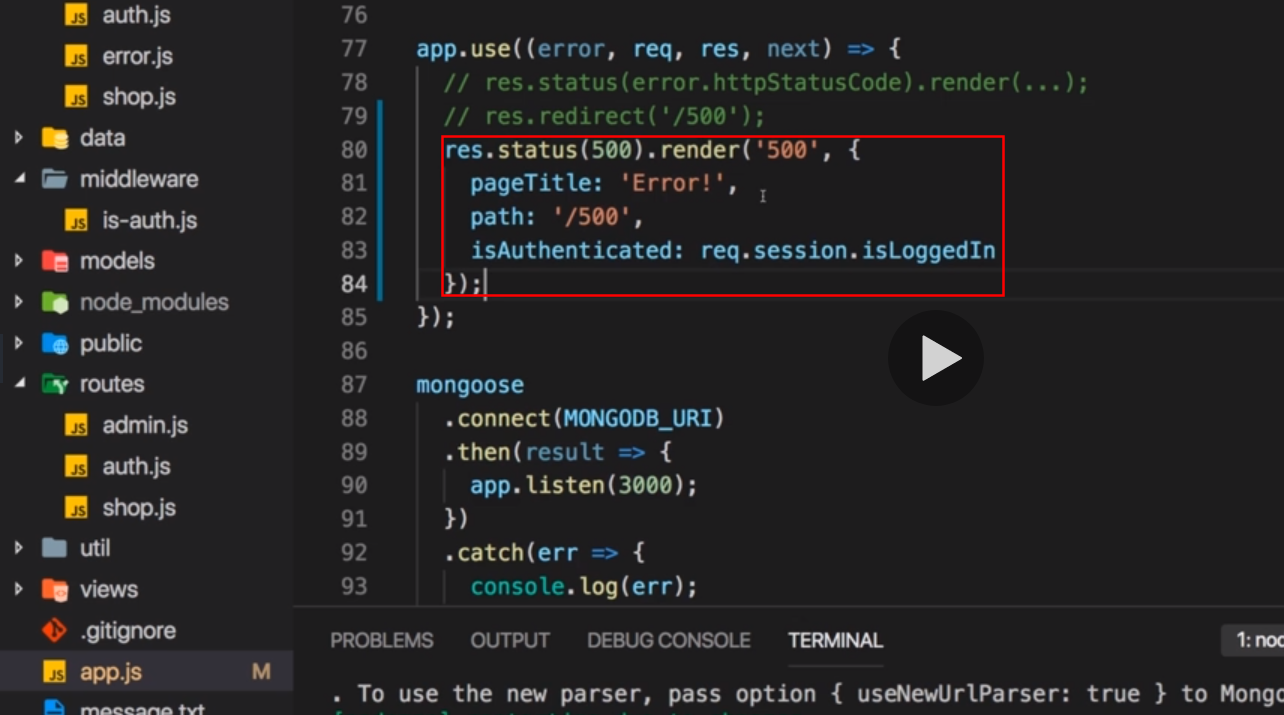 auth.js
error.js
shop.js
data
middleware
is-auth.js
models
node_modules
public
routes
admin.js
auth.js
shop.js
util
views
.gitignore
app.js M
message.txt
76
77 app.use((error, req, res, next) => {
78 // res.status(error.httpStatusCode).render(...);
79 // res.redirect('/500');
80 res.status(500).render('500', {
81 pageTitle: 'Error!',
82 path: '/500',
83 isAuthenticated: req.session.isLoggedIn
84 });
85 });
86
87 mongoose
88 .connect(MONGODB_URI)
89 .then(result => {
90 app.listen(3000);
91 })
92 .catch(err => {
93 console.log(err);
PROBLEMS OUTPUT DEBUG CONSOLE TERMINAL 1: nod
. To use the new parser, pass option { useNewUrlParser: true } to Mongo